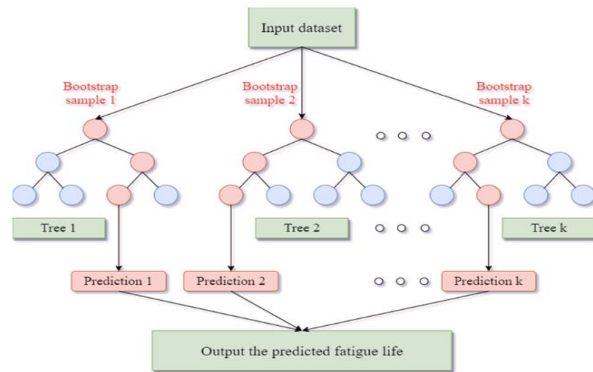 Input dataset
Bootstrap
sample 1
Bootstrap
sample 2
Bootstrap
sample k
Tree 1
Tree 2
Tree k
Prediction 1
Prediction 2
Prediction k
Output the predicted fatigue life